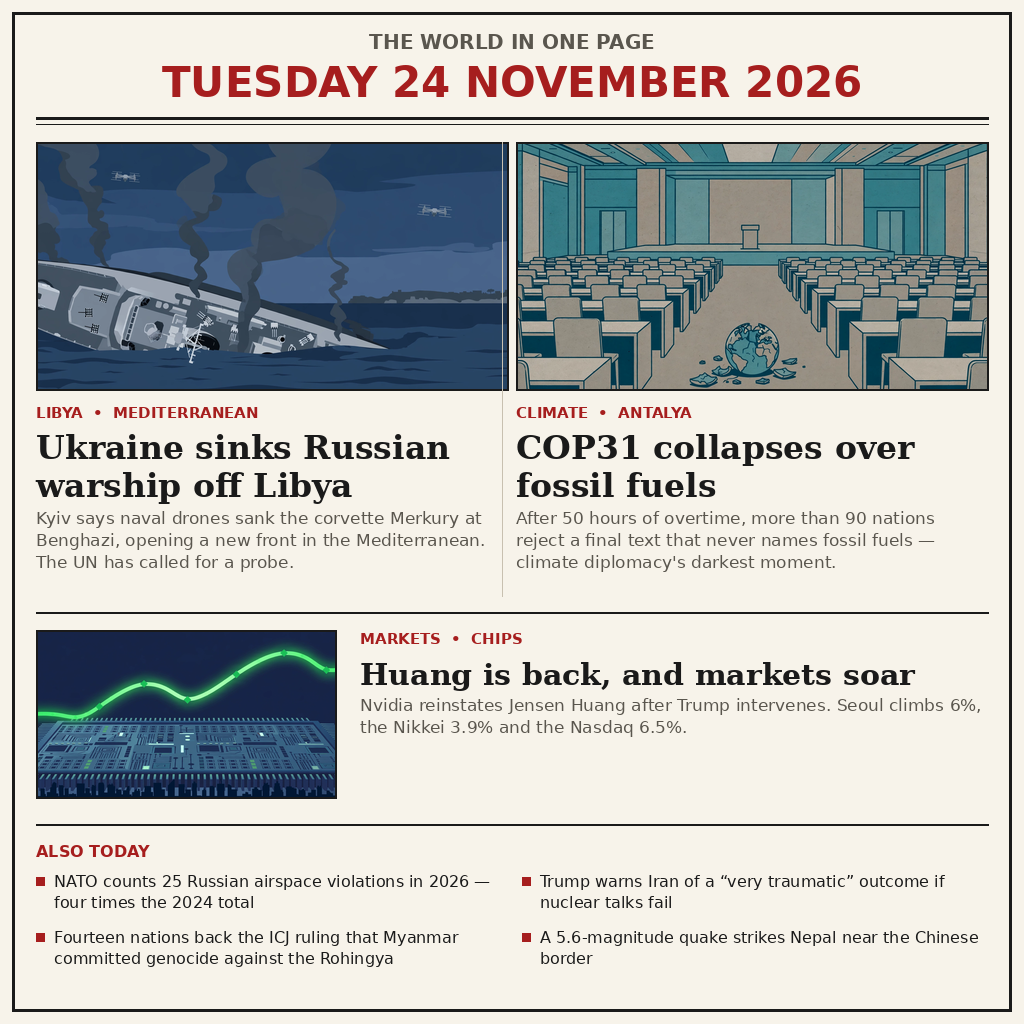 THE WORLD IN ONE PAGE
TUESDAY 24 NOVEMBER 2026
LIBYA • MEDITERRANEAN
Ukraine sinks Russian
warship off Libya
Kyiv says naval drones sank the corvette Merkury at
Benghazi, opening a new front in the Mediterranean.
The UN has called for a probe.
CLIMATE • ANTALYA
COP31 collapses over
fossil fuels
After 50 hours of overtime, more than 90 nations
reject a final text that never names fossil fuels —
climate diplomacy's darkest moment.
MARKETS • CHIPS
Huang is back, and markets soar
Nvidia reinstates Jensen Huang after Trump intervenes. Seoul climbs 6%,
the Nikkei 3.9% and the Nasdaq 6.5%.
ALSO TODAY
NATO counts 25 Russian airspace violations in 2026 —
four times the 2024 total
Fourteen nations back the ICJ ruling that Myanmar
committed genocide against the Rohingya
Trump warns Iran of a “very traumatic” outcome if
nuclear talks fail
A 5.6-magnitude quake strikes Nepal near the Chinese
border